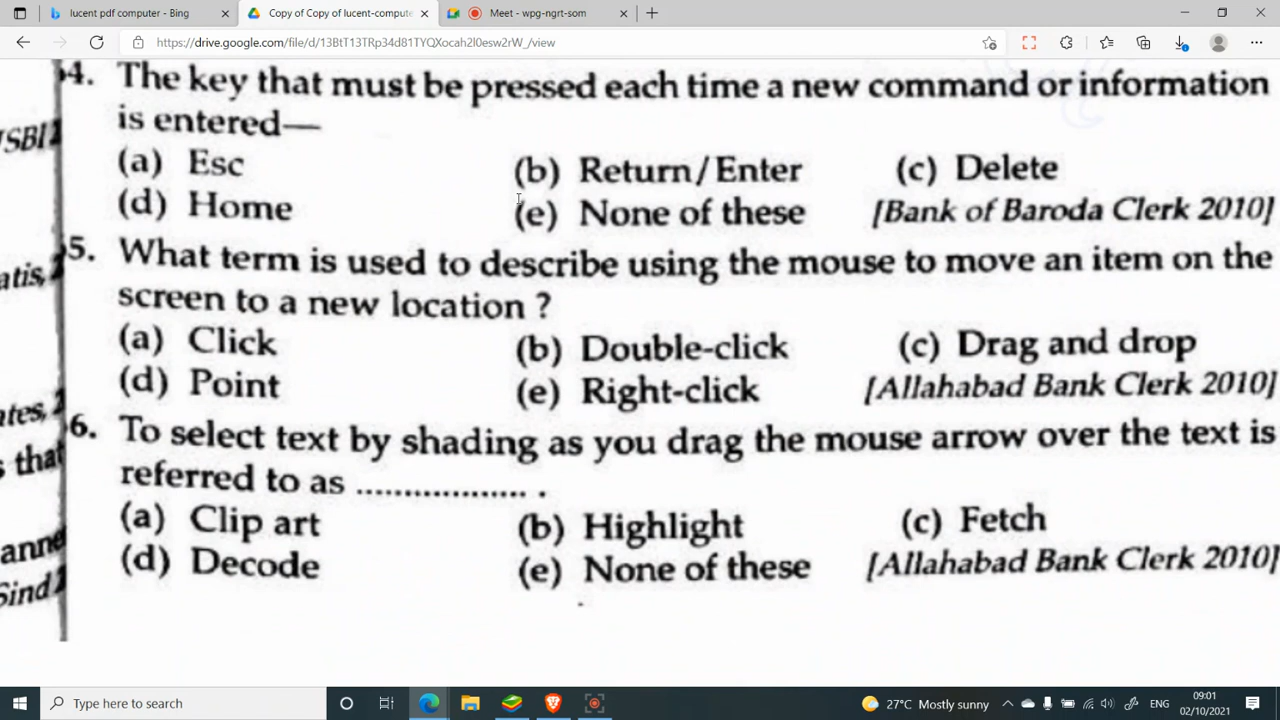 lucent pdf computer - Bing
Copy of Copy of lucent-compute
Meet - wpg-ngrt-som
https://drive.google.com/file/d/13BtT13TRp34d81TYQXocah2l0esw2rW_/view
4. The key that must be pressed each time a new command or information
is entered—
(a) Esc (b) Return/Enter (c) Delete
(d) Home (e) None of these [Bank of Baroda Clerk 2010]
5. What term is used to describe using the mouse to move an item on the
screen to a new location ?
(a) Click (b) Double-click (c) Drag and drop
(d) Point (e) Right-click [Allahabad Bank Clerk 2010]
6. To select text by shading as you drag the mouse arrow over the text is
referred to as .................. .
(a) Clip art (b) Highlight (c) Fetch
(d) Decode (e) None of these [Allahabad Bank Clerk 2010]
that
Type here to search
27°C Mostly sunny
ENG
09:01
02/10/2021